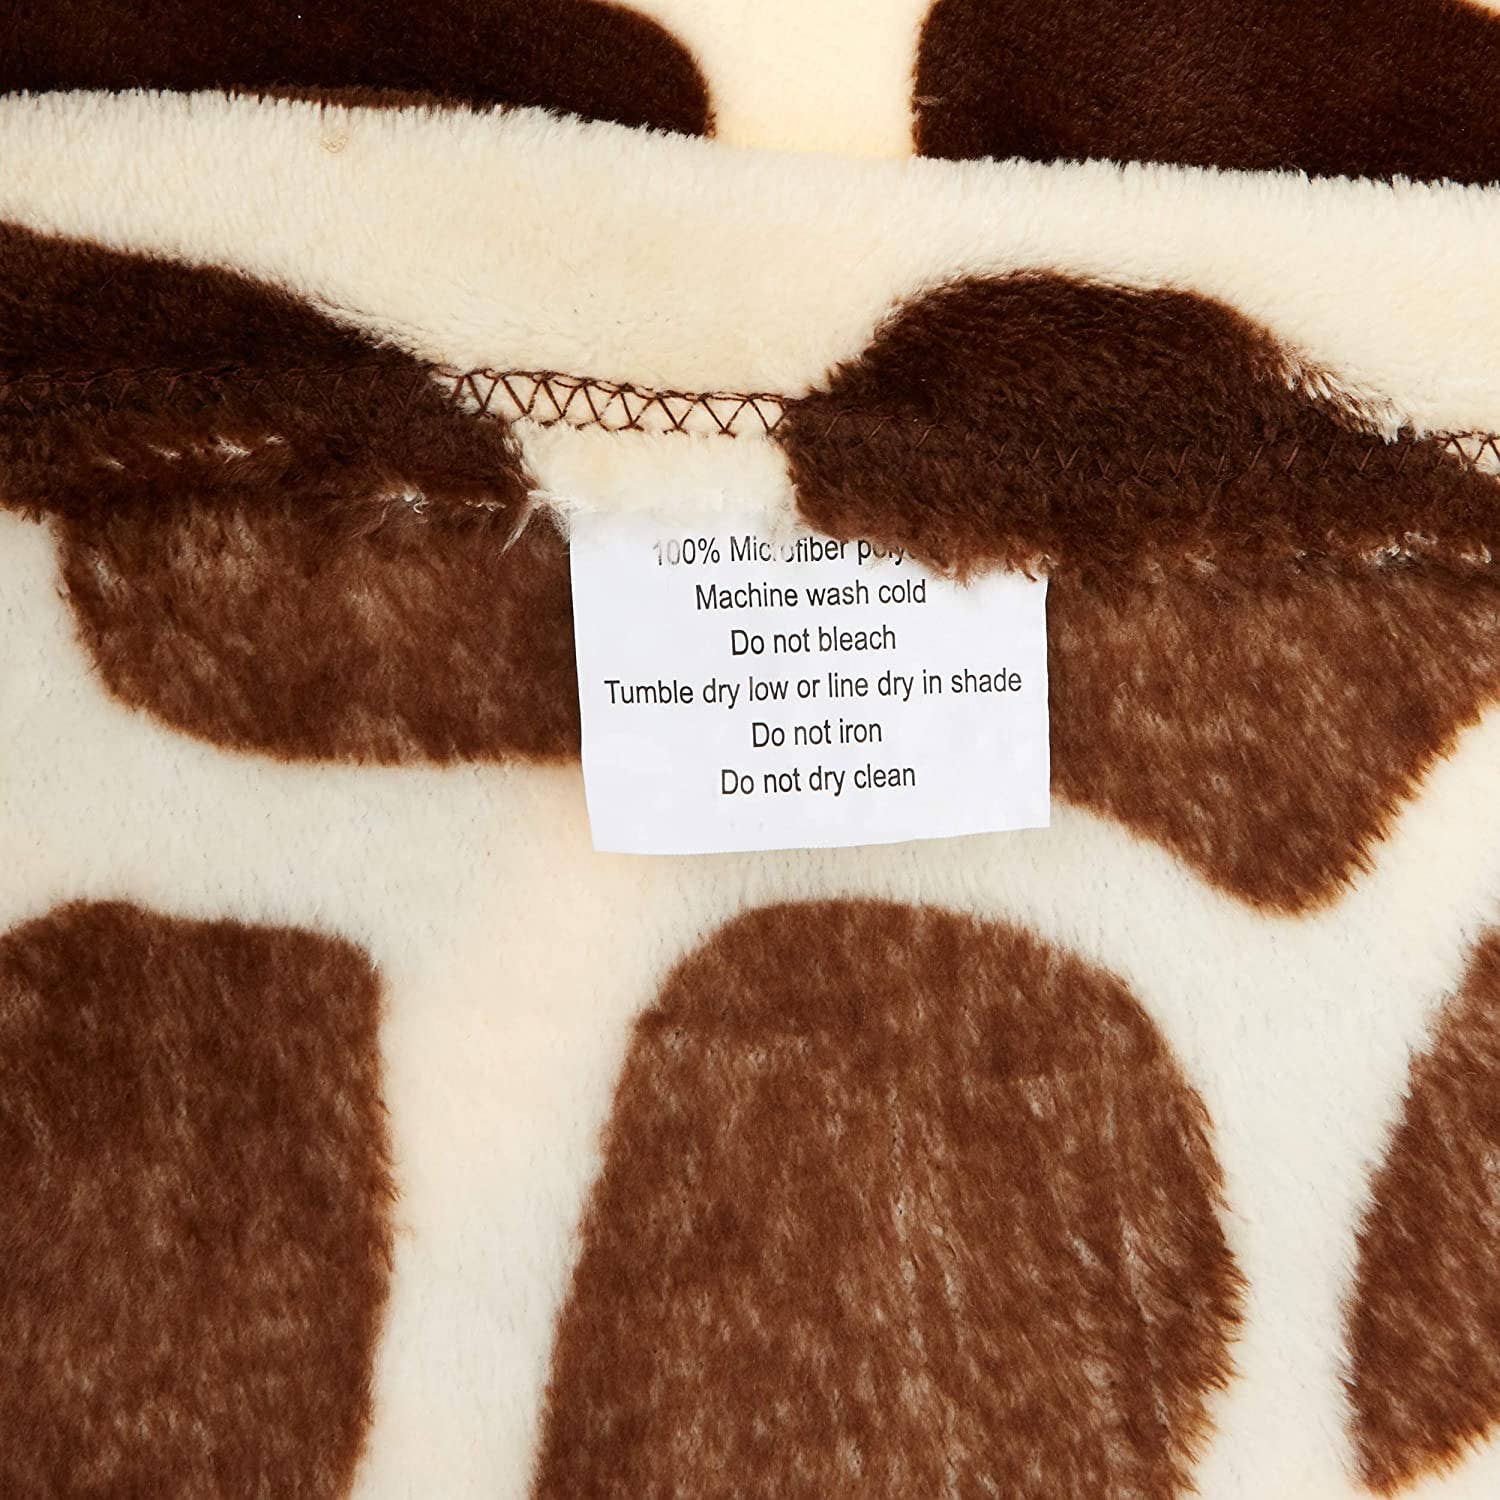 100% Microfiber
Machine wash cold
Do not bleach
Tumble dry low or line dry in shade
Do not iron
Do not dry clean